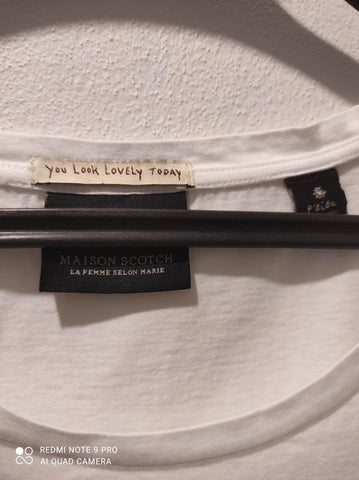 YOU LOOK LOVELY TODAY
MAISON SCOTCH
LA FEMME SELON MARIE
REDMI NOTE 9 PRO
AI QUAD CAMERA